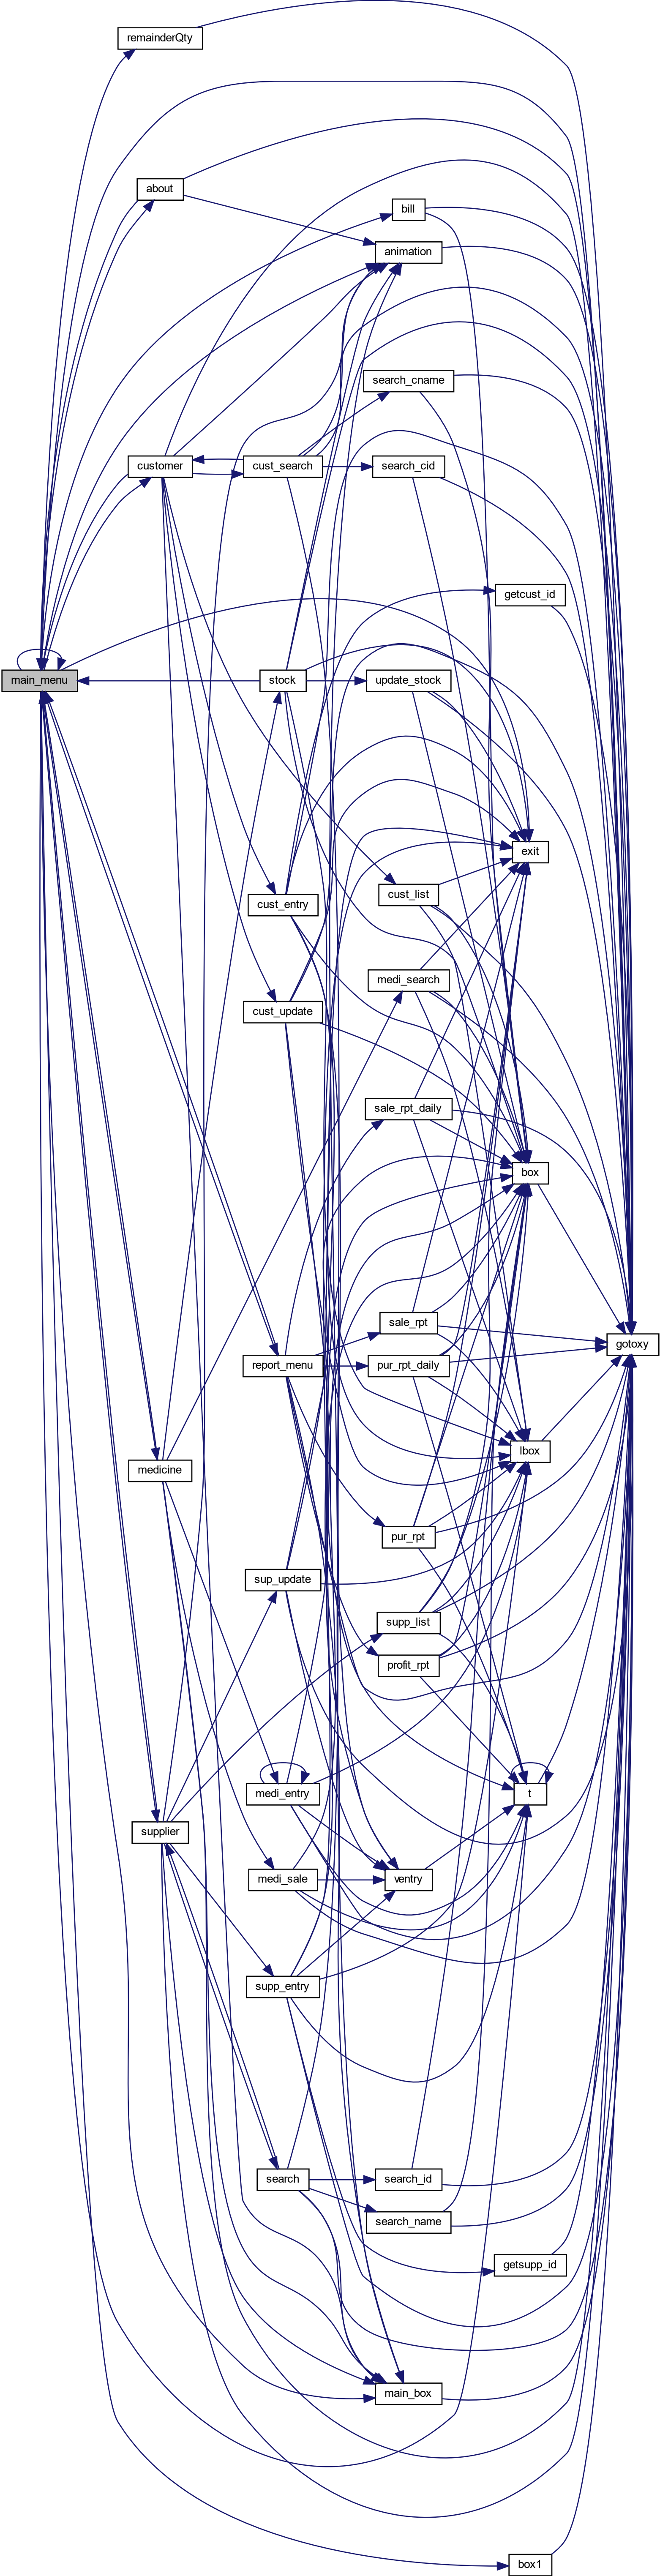 remainderQty
about
bill
animation
search_cname
customer
cust_search
search_cid
getcust_id
main_menu
stock
update_stock
exit
cust_list
cust_entry
medi_search
cust_update
sale_rpt_daily
box
sale_rpt
gotoxy
report_menu
pur_rpt_daily
lbox
medicine
pur_rpt
sup_update
supp_list
profit_rpt
medi_entry
t
supplier
medi_sale
ventry
supp_entry
search
search_id
search_name
getsupp_id
main_box
box1